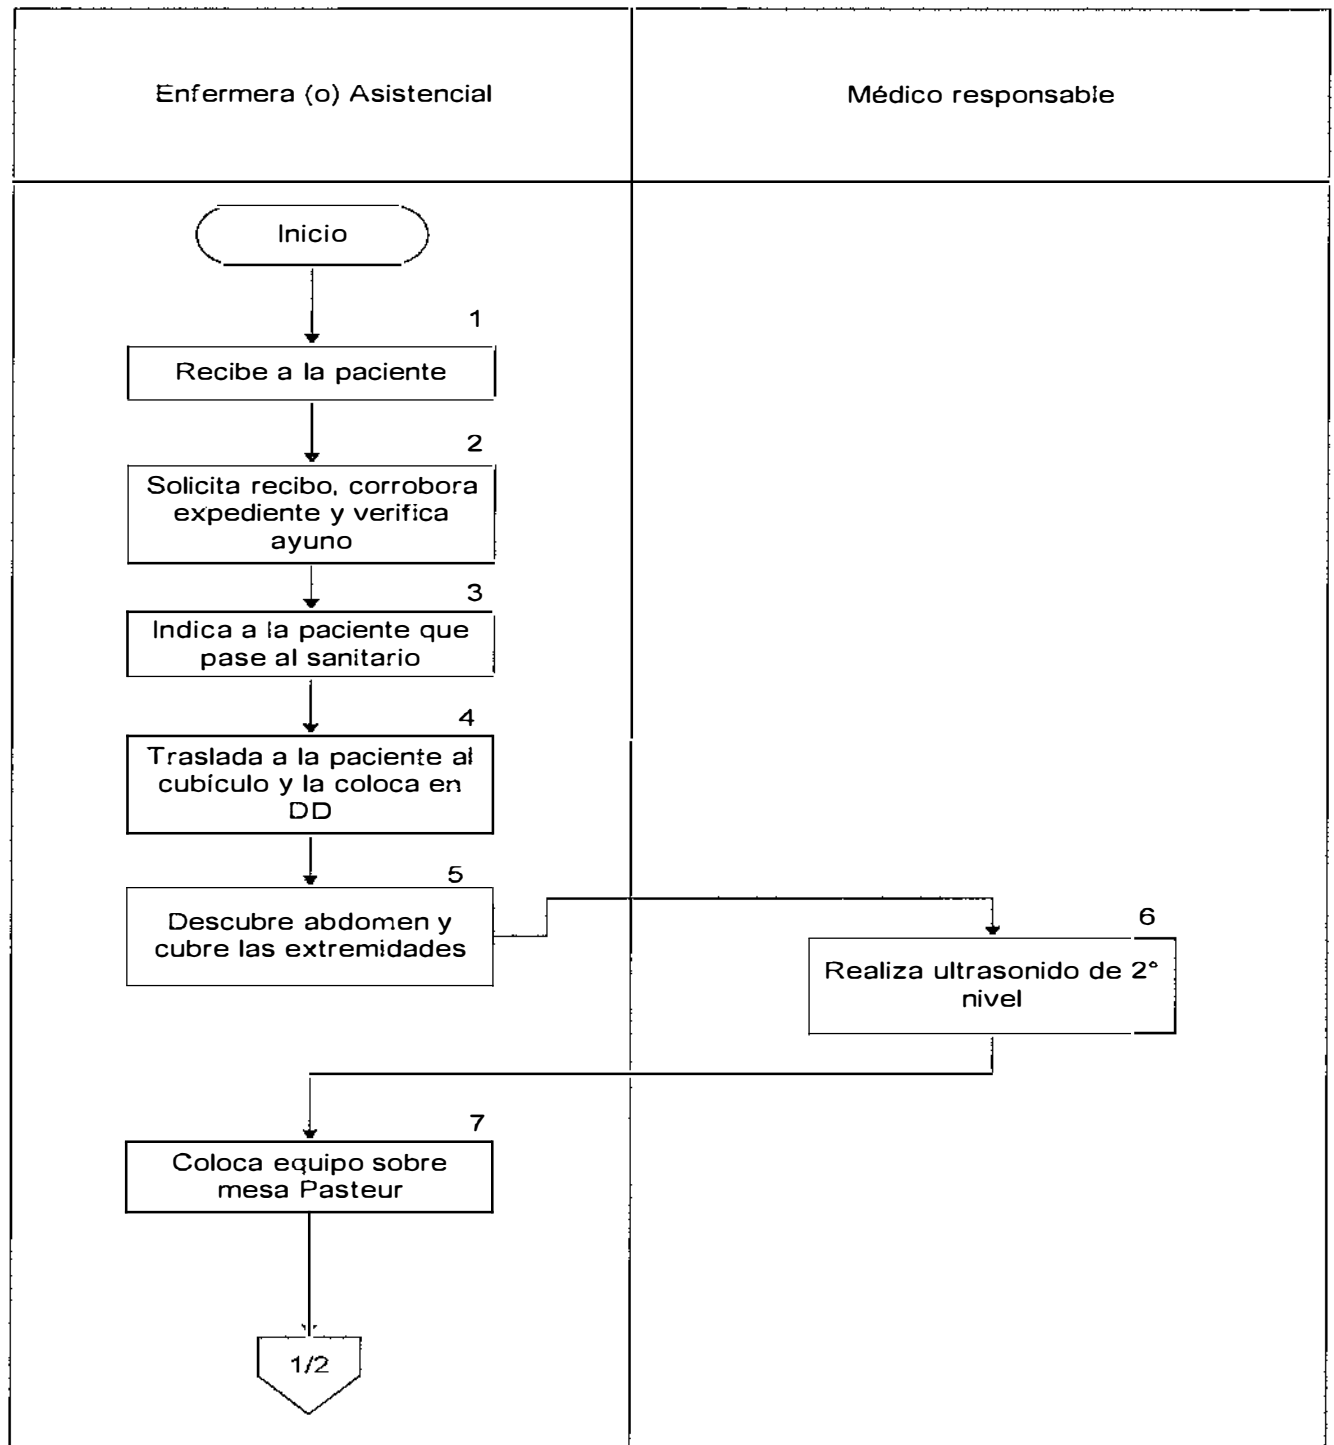 Enfermera (o) Asistencial
Médico responsable
Inicio
1
Recibe a la paciente
2
Solicita recibo, corrobora
expediente y verifica
ayuno
3
Indica a la paciente que
pase al sanitario
4
Traslada a la paciente al
cubículo y la coloca en
DD
5
Descubre abdomen y
cubre las extremidades
6
Realiza ultrasonido de 2°
nivel
7
Coloca equipo sobre
mesa Pasteur
1/2